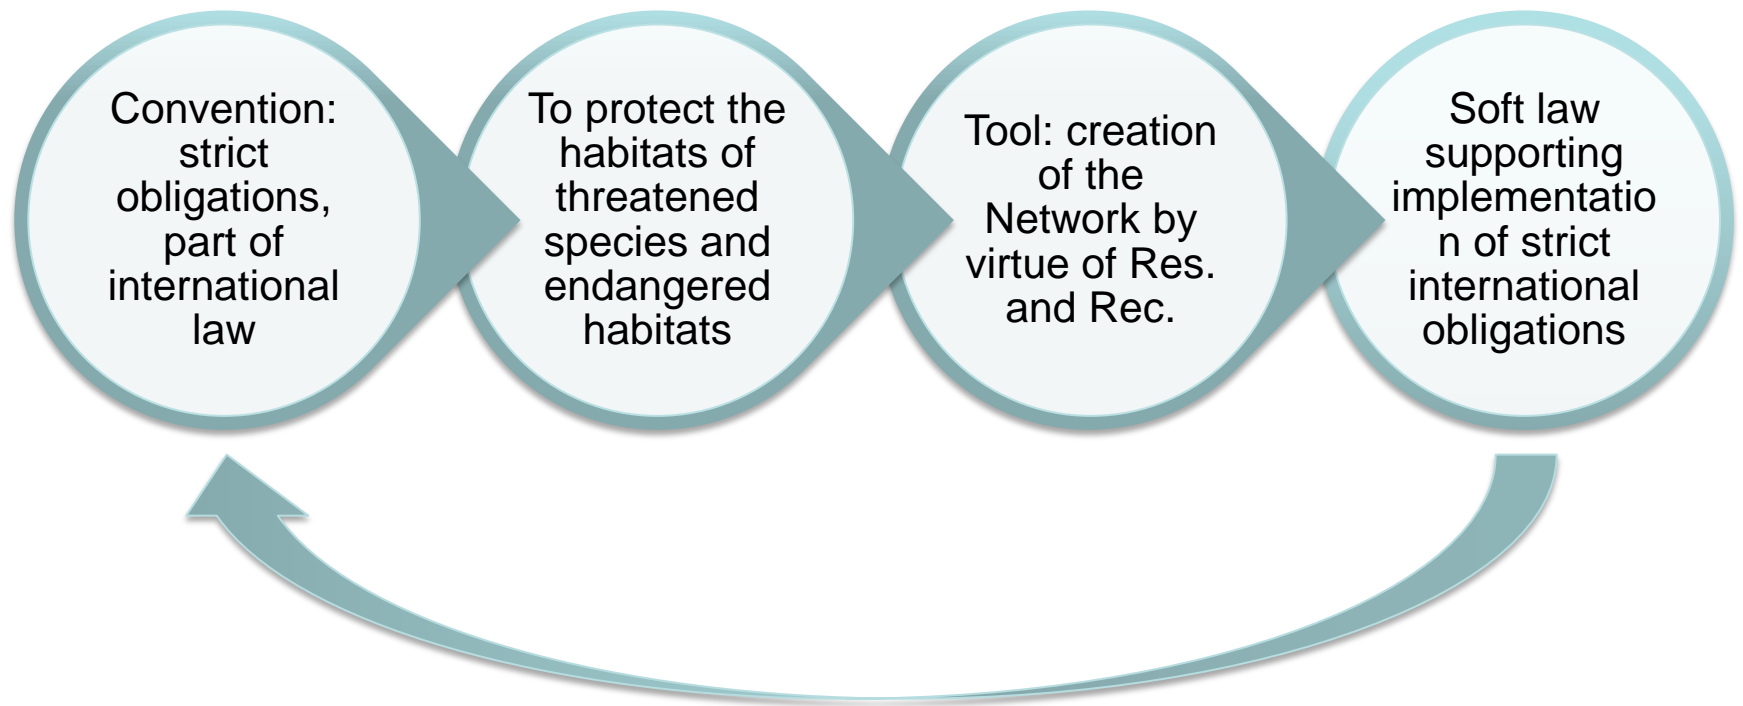 Convention:
strict
obligations,
part of
international
law
To protect the
habitats of
threatened
species and
endangered
habitats
Tool: creation
of the
Network by
virtue of Res.
and Rec.
Soft law
supporting
implementatio
n of strict
international
obligations